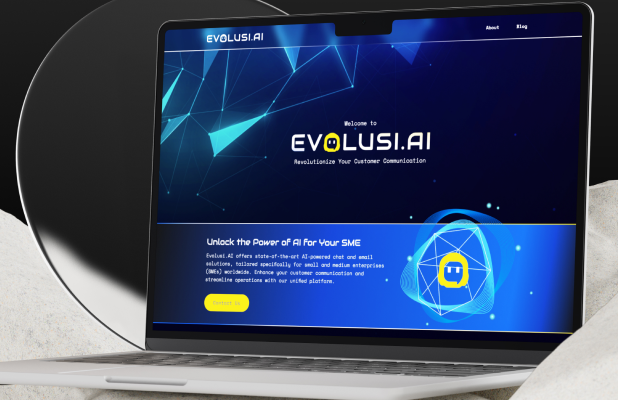 EVOLUSI.AI
About Blog
Welcome to
EVOLUSI.AI
Revolutionize Your Customer Communication
Unlock the Power of AI for Your SME
Evolusi.AI offers state-of-the-art AI-powered chat and email
solutions, tailored specifically for small and medium enterprises
(SMEs) worldwide. Enhance your customer communication and
streamline operations with our unified platform.
Contact us